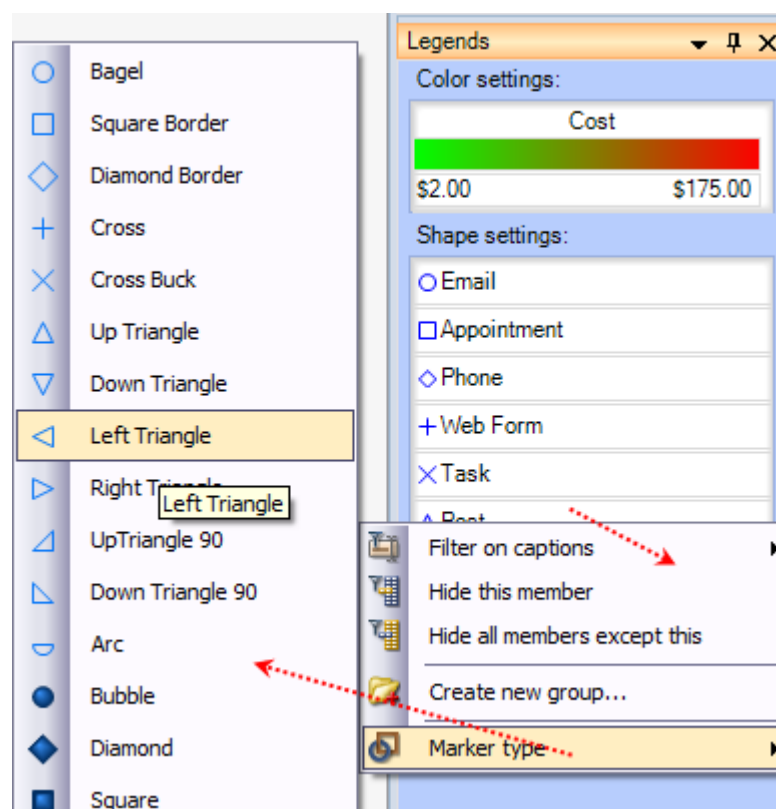 Bagel
Square Border
Diamond Border
Cross
Cross Buck
Up Triangle
Down Triangle
Left Triangle
Right Triangle
Left Triangle
UpTriangle 90
Down Triangle 90
Arc
Bubble
Diamond
Square
Legends
Color settings:
Cost
$2.00 $175.00
Shape settings:
Email
Appointment
Phone
Web Form
Task
Filter on captions
Hide this member
Hide all members except this
Create new group...
Marker type